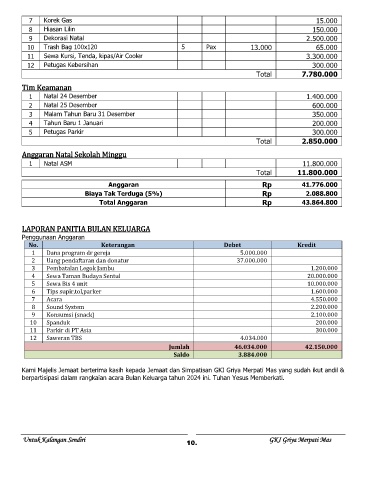 7 Korek Gas 15.000
8 Hiasan Lilin 150.000
9 Dekorasi Natal 2.500.000
10 Trash Bag 100x120 5 Pax 13.000 65.000
11 Sewa Kursi, Tenda, kipas/Air Cooler 3.300.000
12 Petugas Kebersihan 300.000
Total 7.780.000
Tim Keamanan
1 Natal 24 Desember 1.400.000
2 Natal 25 Desember 600.000
3 Malam Tahun Baru 31 Desember 350.000
4 Tahun Baru 1 Januari 200.000
5 Petugas Parkir 300.000
Total 2.850.000
Anggaran Natal Sekolah Minggu
1 Natal ASM 11.800.000
Total 11.800.000
Anggaran Rp 41.776.000
Biaya Tak Terduga (5%) Rp 2.088.800
Total Anggaran Rp 43.864.800
LAPORAN PANITIA BULAN KELUARGA
Penggunaan Anggaran
No. Keterangan Debet Kredit
1 Dana program dr gereja 5.000.000
2 Uang pendaftaran dan donatur 37.000.000
3 Pembatalan Legok Jambu 1.200.000
4 Sewa Taman Budaya Sentul 20.000.000
5 Sewa Bis 4 unit 10.000.000
6 Tips supir,tol,parker 1.600.000
7 Acara 4.550.000
8 Sound System 2.200.000
9 Konsumsi (snack) 2.100.000
10 Spanduk 200.000
11 Parkir di PT Asia 300.000
12 Saweran TBS 4.034.000
Jumlah 46.034.000 42.150.000
Saldo 3.884.000
Kami Majelis Jemaat berterima kasih kepada Jemaat dan Simpatisan GKJ Griya Merpati Mas yang sudah ikut andil &
berpartisipasi dalam rangkaian acara Bulan Keluarga tahun 2024 ini. Tuhan Yesus Memberkati.
Untuk Kalangan Sendiri
10.
GKJ Griya Merpati Mas